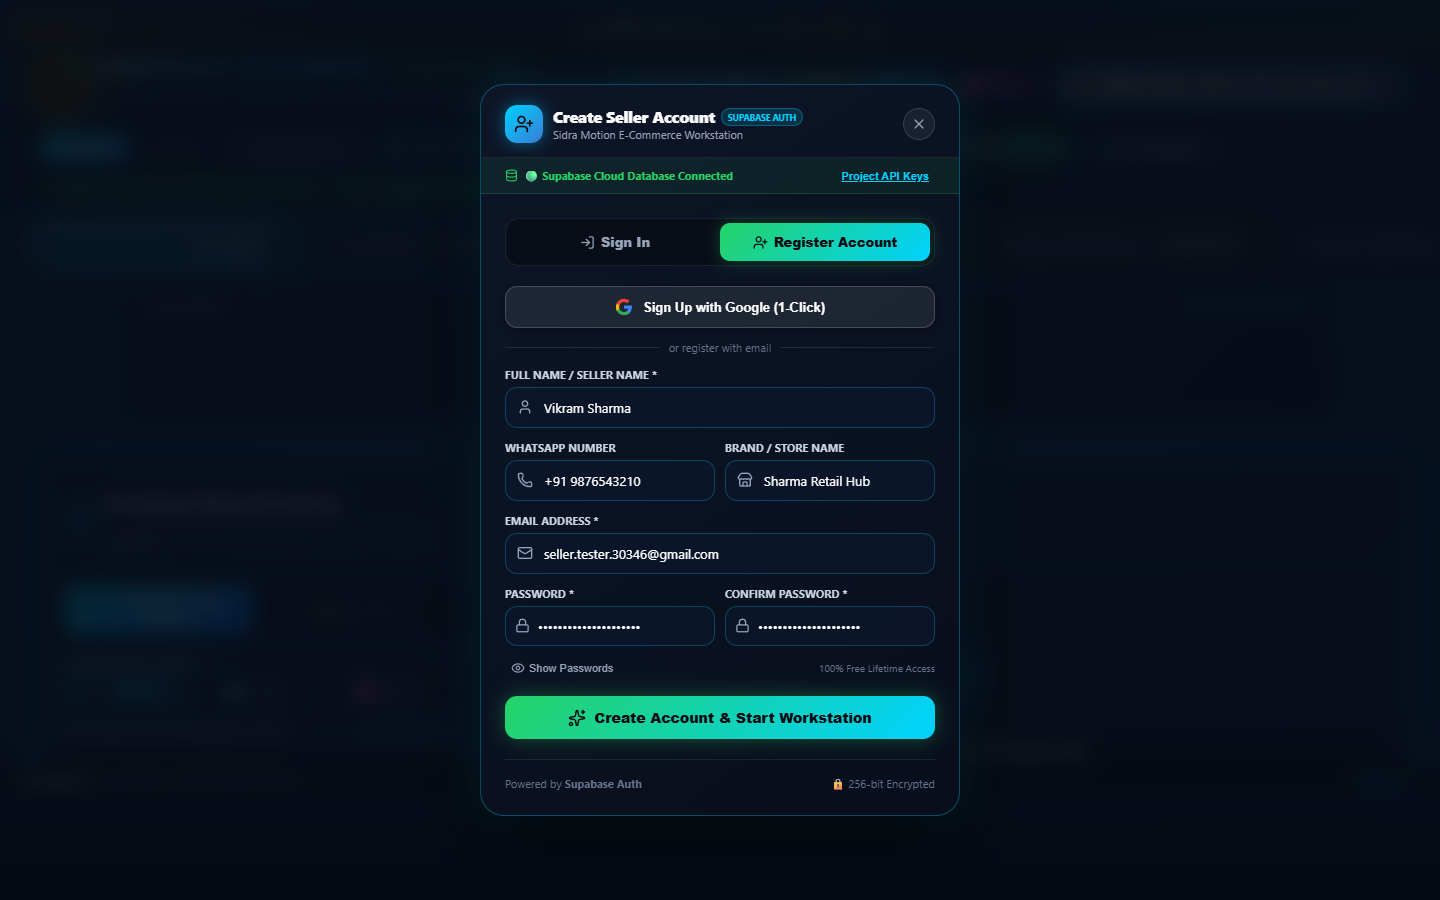 Create Seller Account SUPABASE AUTH
Sidra Motion E-Commerce Workstation
Supabase Cloud Database Connected Project API Keys
Sign In Register Account
Sign Up with Google (1-Click)
or register with email
FULL NAME / SELLER NAME *
Vikram Sharma
WHATSAPP NUMBER BRAND / STORE NAME
+91 9876543210 Sharma Retail Hub
EMAIL ADDRESS *
seller.tester.30346@gmail.com
PASSWORD * CONFIRM PASSWORD *
••••••••••••••••••••• •••••••••••••••••••••
Show Passwords 100% Free Lifetime Access
Create Account & Start Workstation
Powered by Supabase Auth 🔒 256-bit Encrypted